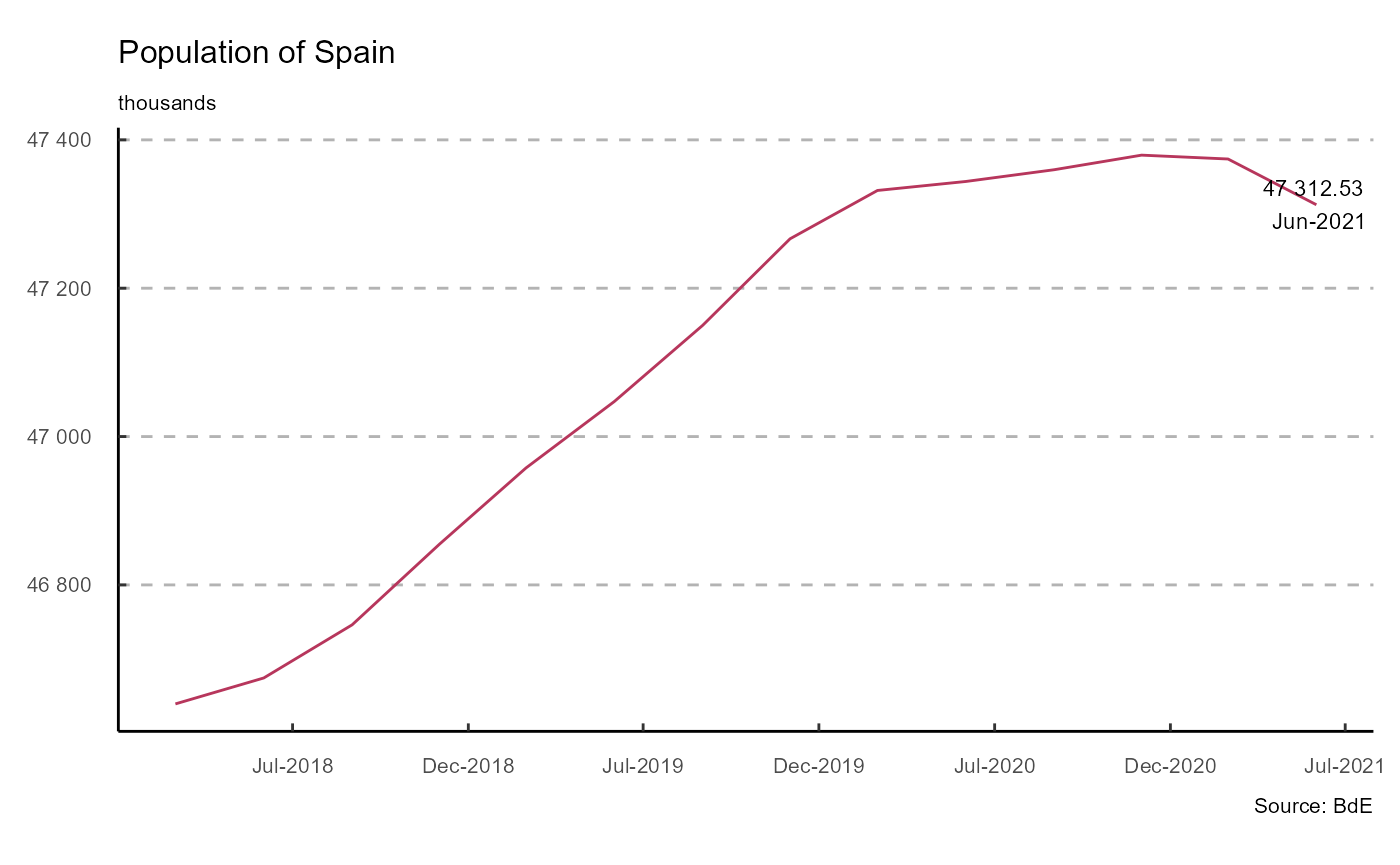 Population of Spain
thousands
47 400
47 200
47 000
46 800
47 312.53
Jun-2021
Jul-2018 Dec-2018 Jul-2019 Dec-2019 Jul-2020 Dec-2020 Jul-2021
Source: BdE